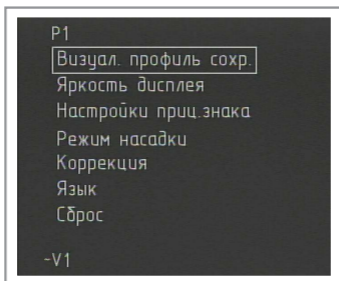 P1
Визуал. профиль сохр.
Яркость дисплея
Настройки приц.знака
Режим насадки
Коррекция
Язык
Сброс
~V1